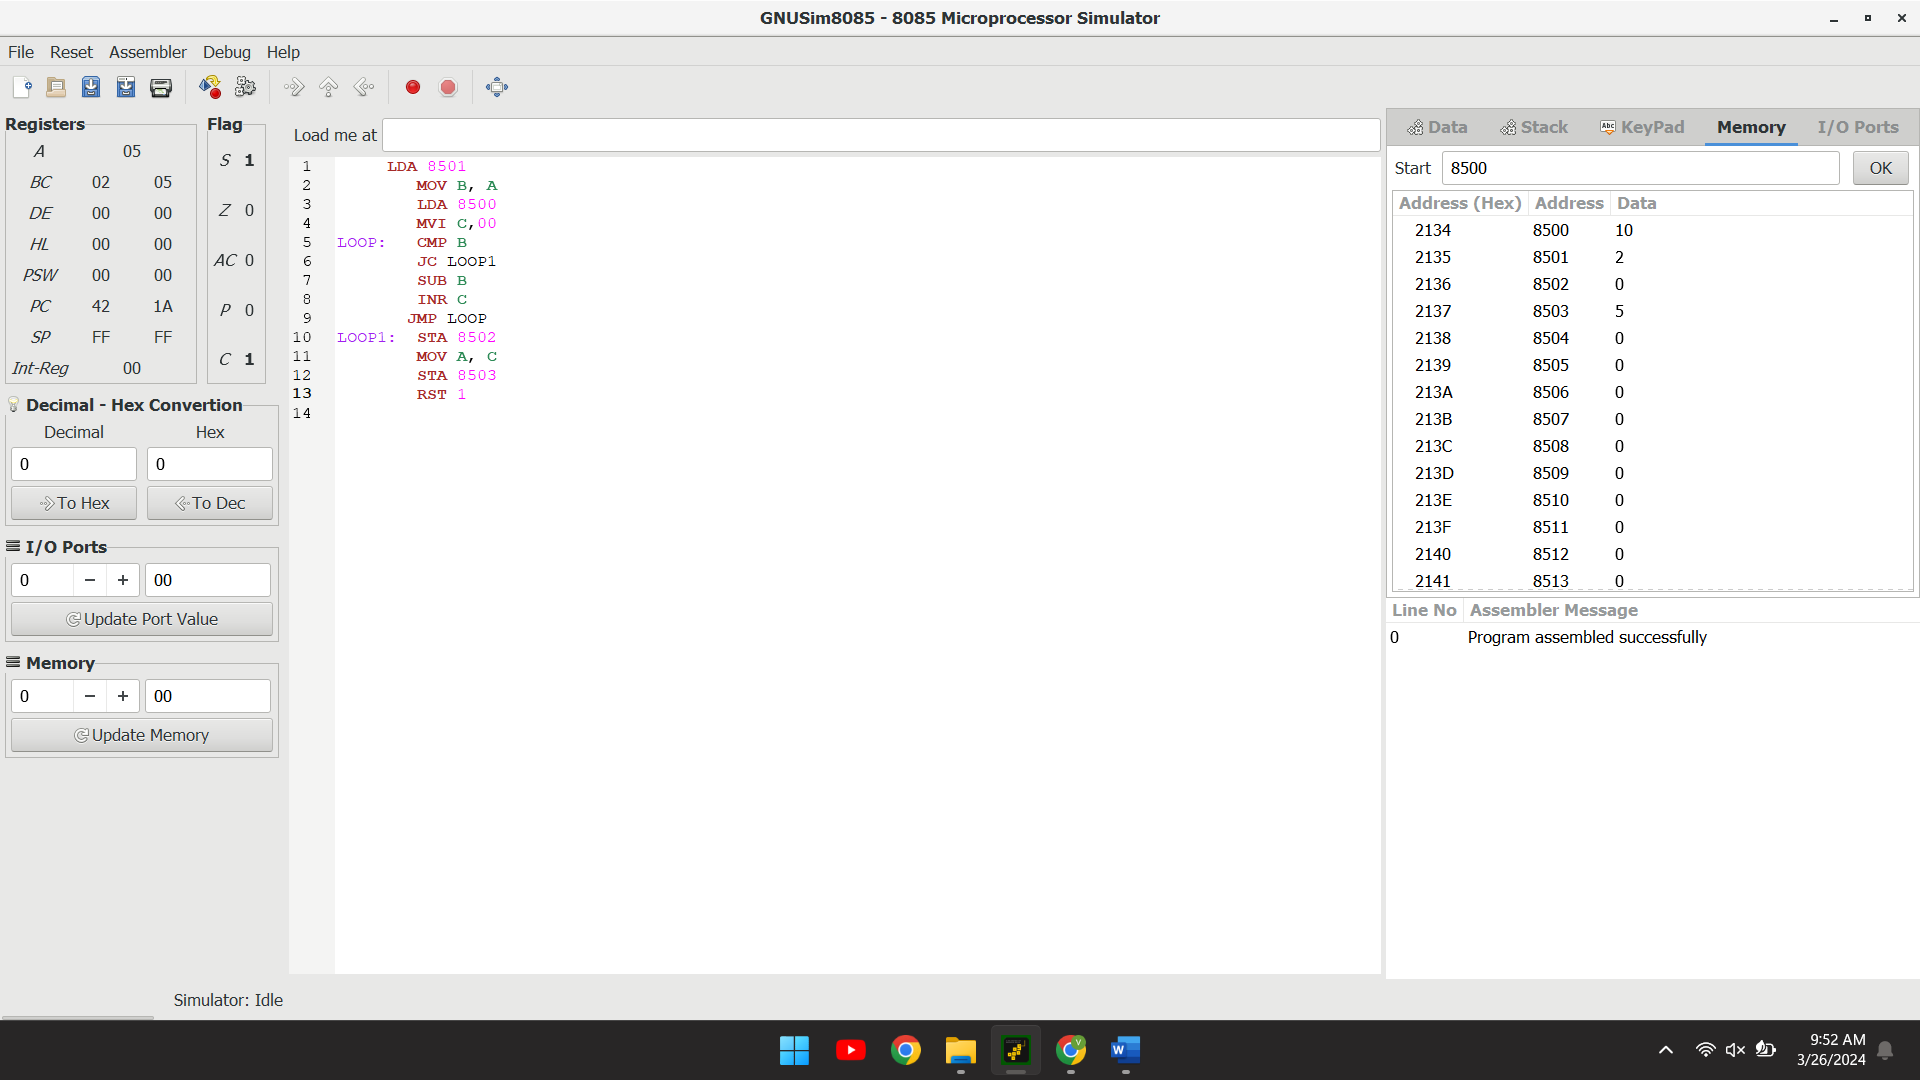 GNUSim8085 - 8085 Microprocessor Simulator
File Reset Assembler Debug Help
Registers
A 05
BC 02 05
DE 00 00
HL 00 00
PSW 00 00
PC 42 1A
SP FF FF
Int-Reg 00
Flag
S 1
Z 0
AC 0
P 0
C 1
Decimal - Hex Convertion
Decimal Hex
0 0
To Hex To Dec
I/O Ports
0 − + 00
Update Port Value
Memory
0 − + 00
Update Memory
Load me at
1 LDA 8501
2 MOV B, A
3 LDA 8500
4 MVI C,00
5 LOOP: CMP B
6 JC LOOP1
7 SUB B
8 INR C
9 JMP LOOP
10 LOOP1: STA 8502
11 MOV A, C
12 STA 8503
13 RST 1
14
Data Stack Abc KeyPad Memory I/O Ports
Start 8500 OK
Address (Hex) Address Data
2134 8500 10
2135 8501 2
2136 8502 0
2137 8503 5
2138 8504 0
2139 8505 0
213A 8506 0
213B 8507 0
213C 8508 0
213D 8509 0
213E 8510 0
213F 8511 0
2140 8512 0
2141 8513 0
Line No Assembler Message
0 Program assembled successfully
Simulator: Idle
V
W
9:52 AM
3/26/2024